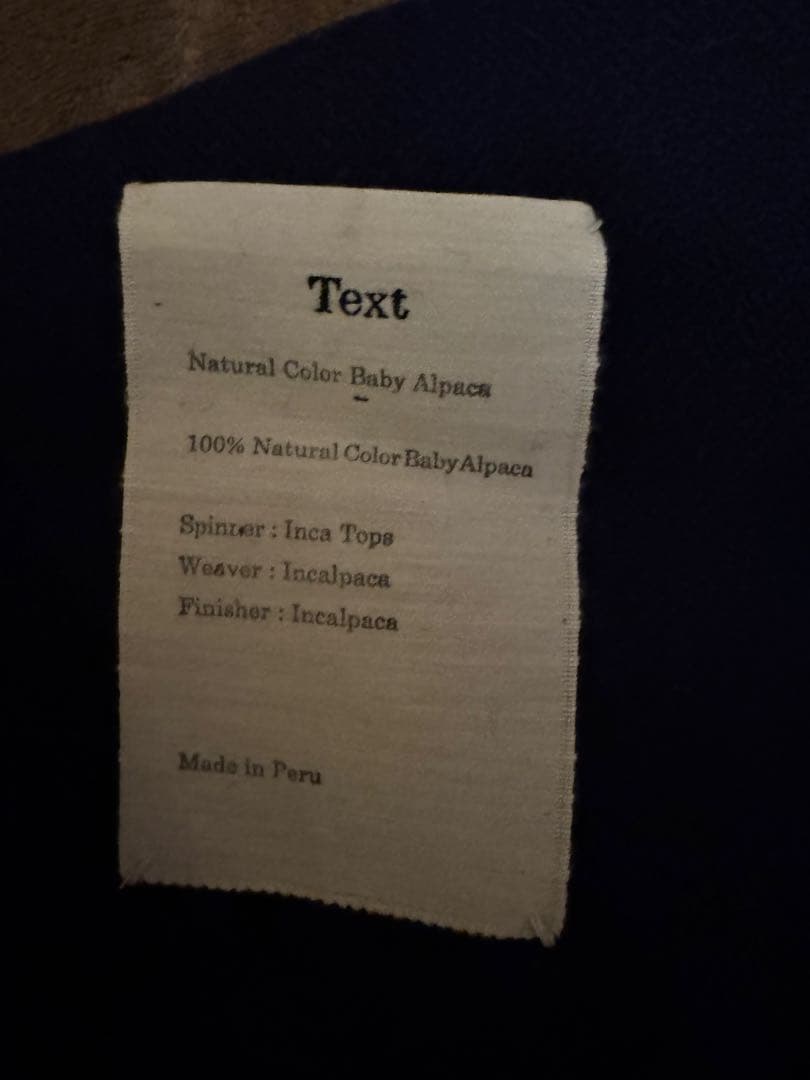 Text
Natural Color Baby Alpaca
100% Natural Color Baby Alpaca
Spinner : Inca Tops
Weaver : Incalpaca
Finisher : Incalpaca
Made in Peru